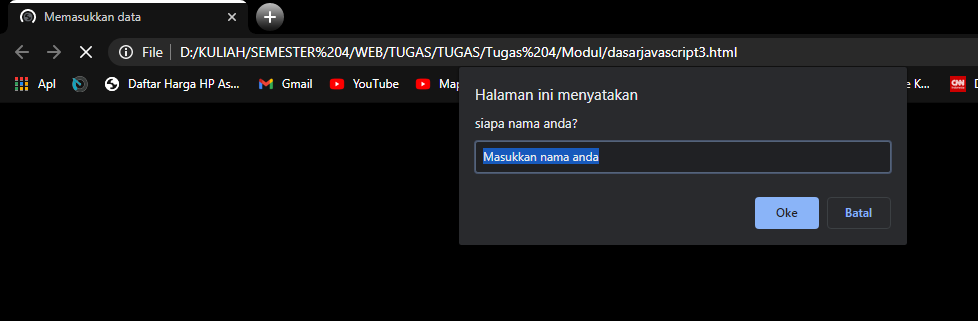 Memasukkan data
File D:/KULIAH/SEMESTER%204/WEB/TUGAS/TUGAS/Tugas%204/Modul/dasarjavascript3.html
Apl Daftar Harga HP As... Gmail YouTube Map e K... CNN D
Halaman ini menyatakan
siapa nama anda?
Masukkan nama anda
Oke Batal